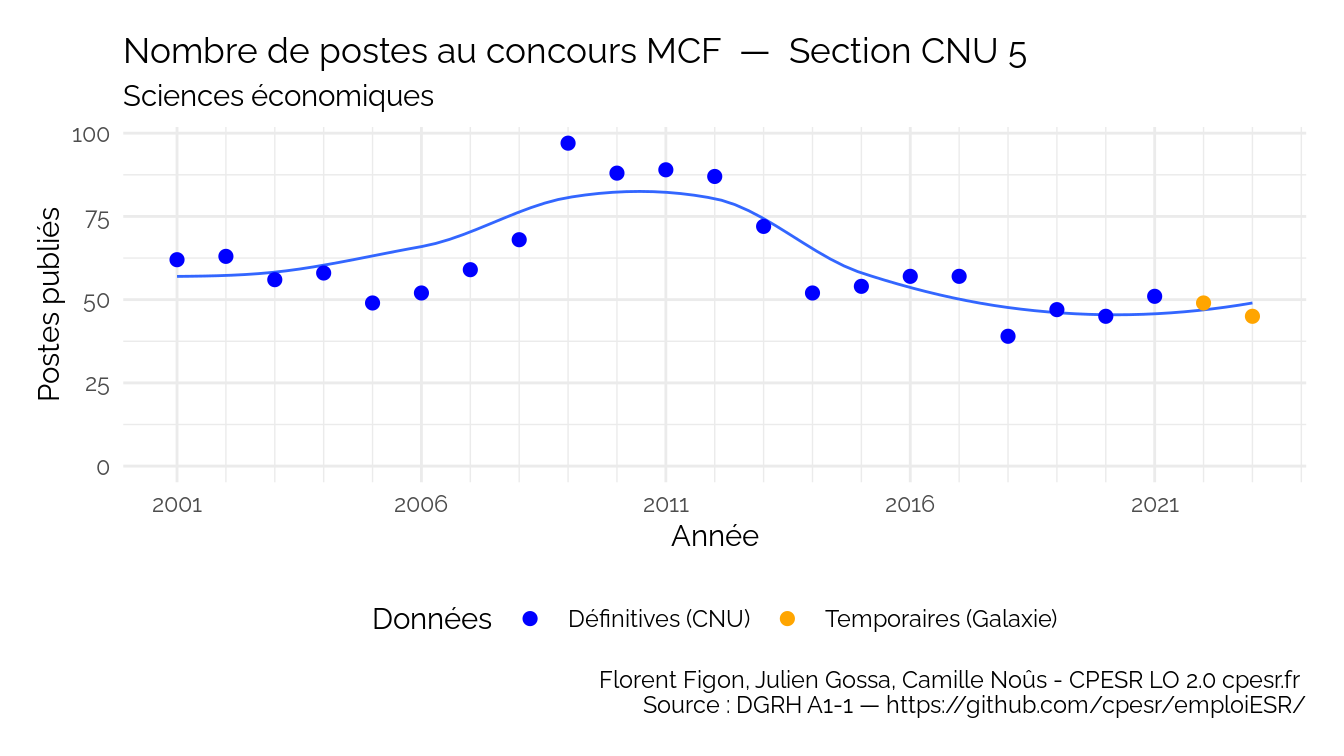 Nombre de postes au concours MCF — Section CNU 5
Sciences économiques
100
75
50
25
0
Postes publiés
2001 2006 2011 2016 2021
Année
Données Définitives (CNU) Temporaires (Galaxie)
Florent Figon, Julien Gossa, Camille Noûs - CPESR LO 2.0 cpesr.fr
Source : DGRH A1-1 — https://github.com/cpesr/emploiESR/